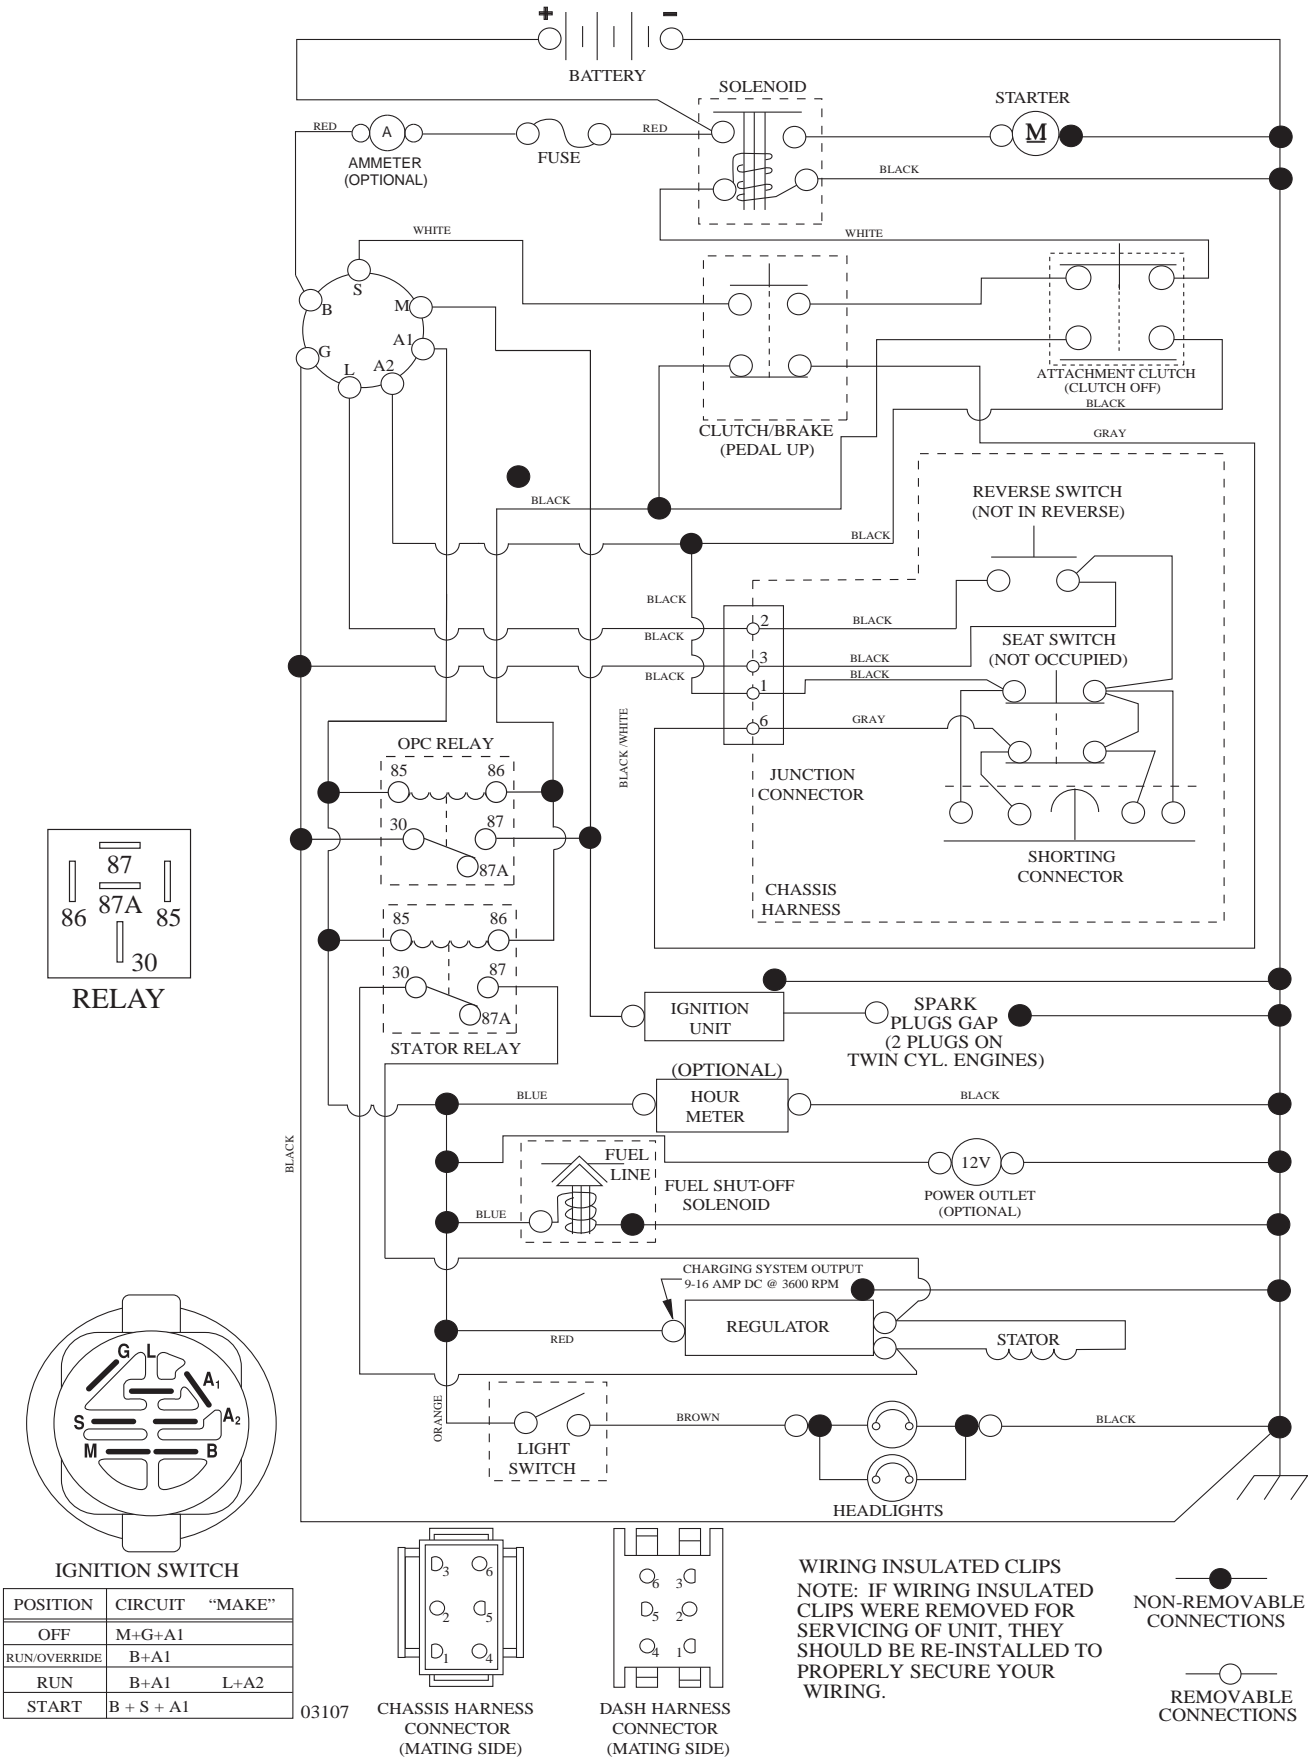 + –
BATTERY
SOLENOID
STARTER
RED
A
RED
M
FUSE
AMMETER
(OPTIONAL)
BLACK
WHITE
WHITE
S
B
M
G
A1
L
A2
ATTACHMENT CLUTCH
(CLUTCH OFF)
BLACK
CLUTCH/BRAKE
(PEDAL UP)
GRAY
BLACK
REVERSE SWITCH
(NOT IN REVERSE)
BLACK
BLACK
2
BLACK
BLACK
SEAT SWITCH
(NOT OCCUPIED)
3
BLACK
BLACK
1
BLACK
6
GRAY
BLACK /WHITE
OPC RELAY
85
86
30
87
87A
JUNCTION
CONNECTOR
SHORTING
CONNECTOR
CHASSIS
HARNESS
87
87A
86
85
30
RELAY
85
86
30
87
87A
STATOR RELAY
IGNITION
UNIT
SPARK
PLUGS GAP
(2 PLUGS ON
TWIN CYL. ENGINES)
(OPTIONAL)
HOUR
METER
BLUE
BLACK
BLACK
FUEL
LINE
FUEL SHUT-OFF
SOLENOID
12V
POWER OUTLET
(OPTIONAL)
BLUE
CHARGING SYSTEM OUTPUT
9-16 AMP DC @ 3600 RPM
REGULATOR
RED
STATOR
ORANGE
LIGHT
SWITCH
BROWN
BLACK
HEADLIGHTS
G
L
A1
S
A2
M
B
IGNITION SWITCH
POSITION CIRCUIT “MAKE”
OFF M+G+A1
RUN/OVERRIDE B+A1
RUN B+A1 L+A2
START B + S + A1
03107
3 6
2 5
1 4
CHASSIS HARNESS
CONNECTOR
(MATING SIDE)
6 3
5 2
4 1
DASH HARNESS
CONNECTOR
(MATING SIDE)
WIRING INSULATED CLIPS
NOTE: IF WIRING INSULATED
CLIPS WERE REMOVED FOR
SERVICING OF UNIT, THEY
SHOULD BE RE-INSTALLED TO
PROPERLY SECURE YOUR
WIRING.
NON-REMOVABLE
CONNECTIONS
REMOVABLE
CONNECTIONS